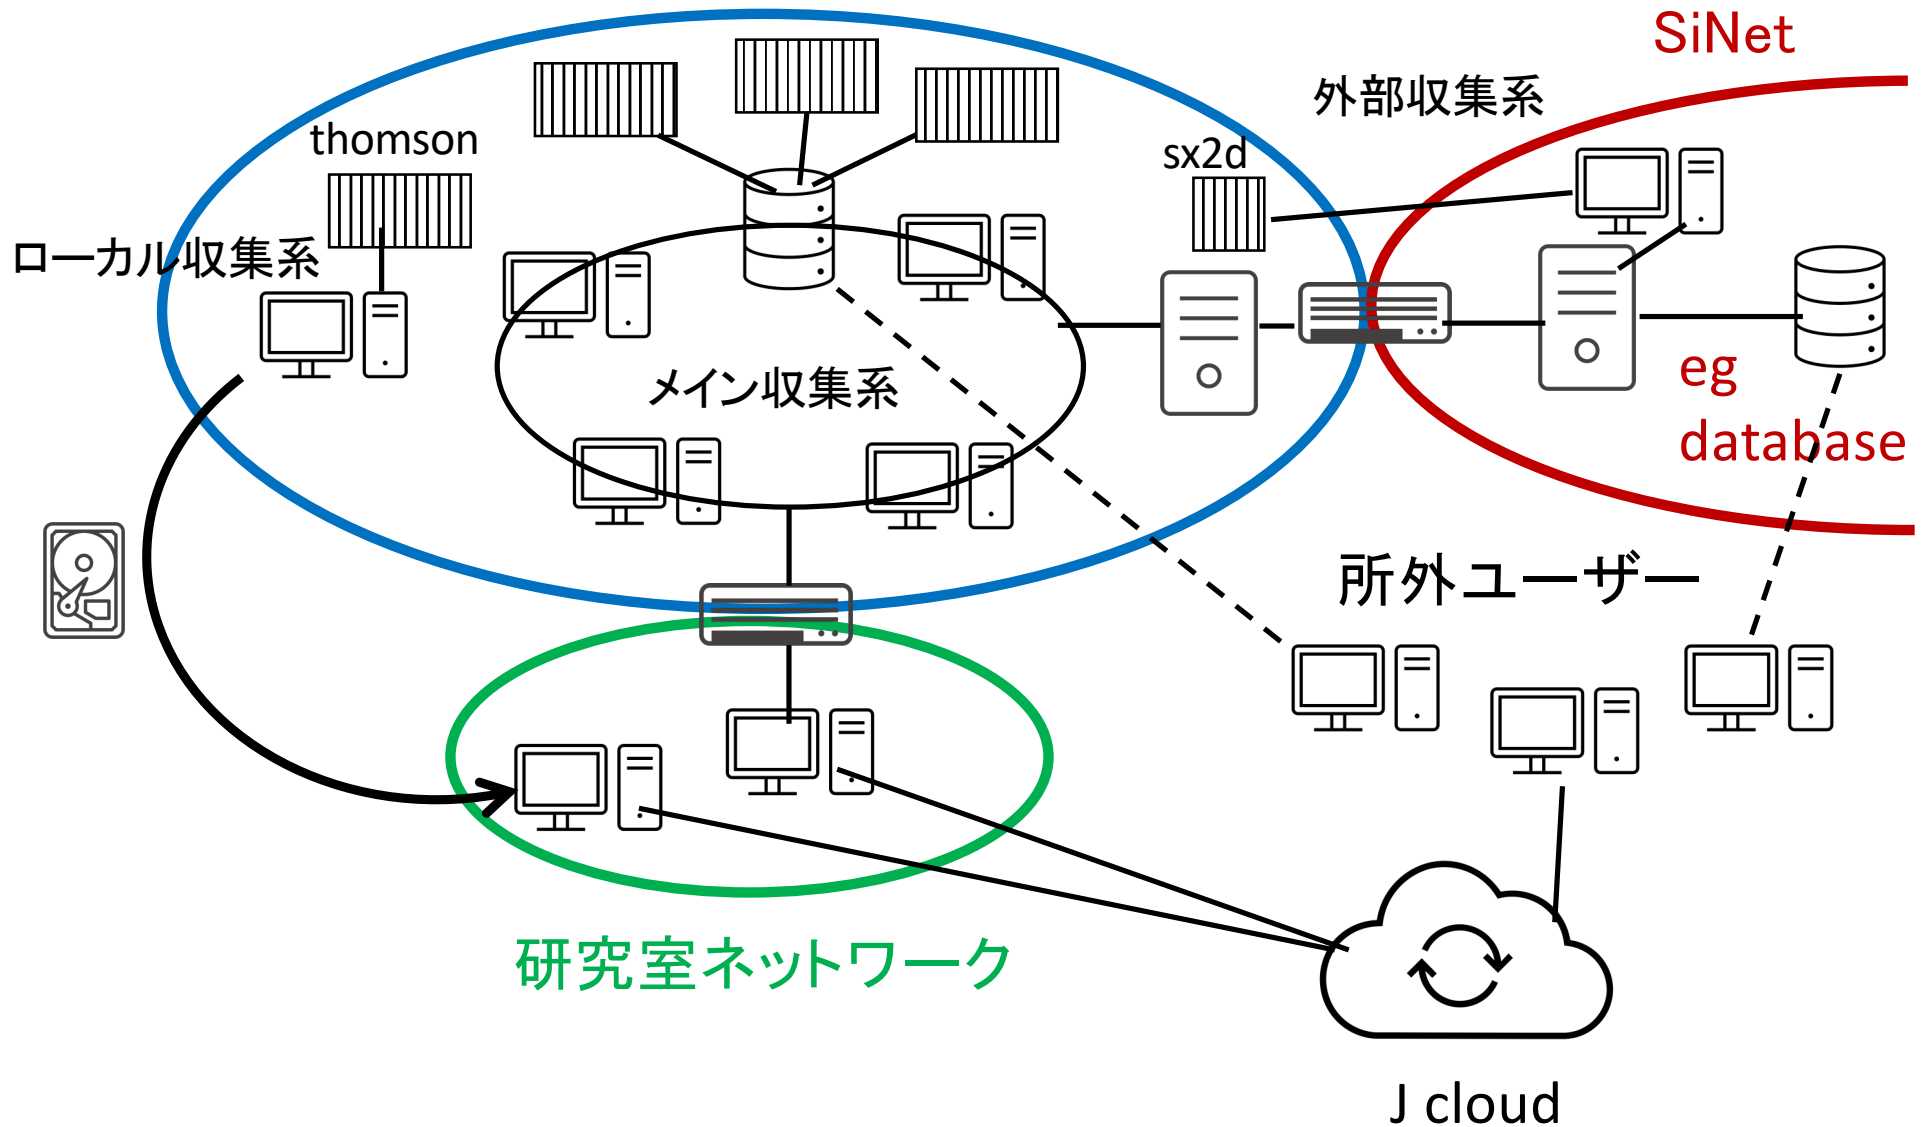 SiNet
外部収集系
thomson
sx2d
ローカル収集系
メイン収集系
eg
database
所外ユーザー
研究室ネットワーク
J cloud